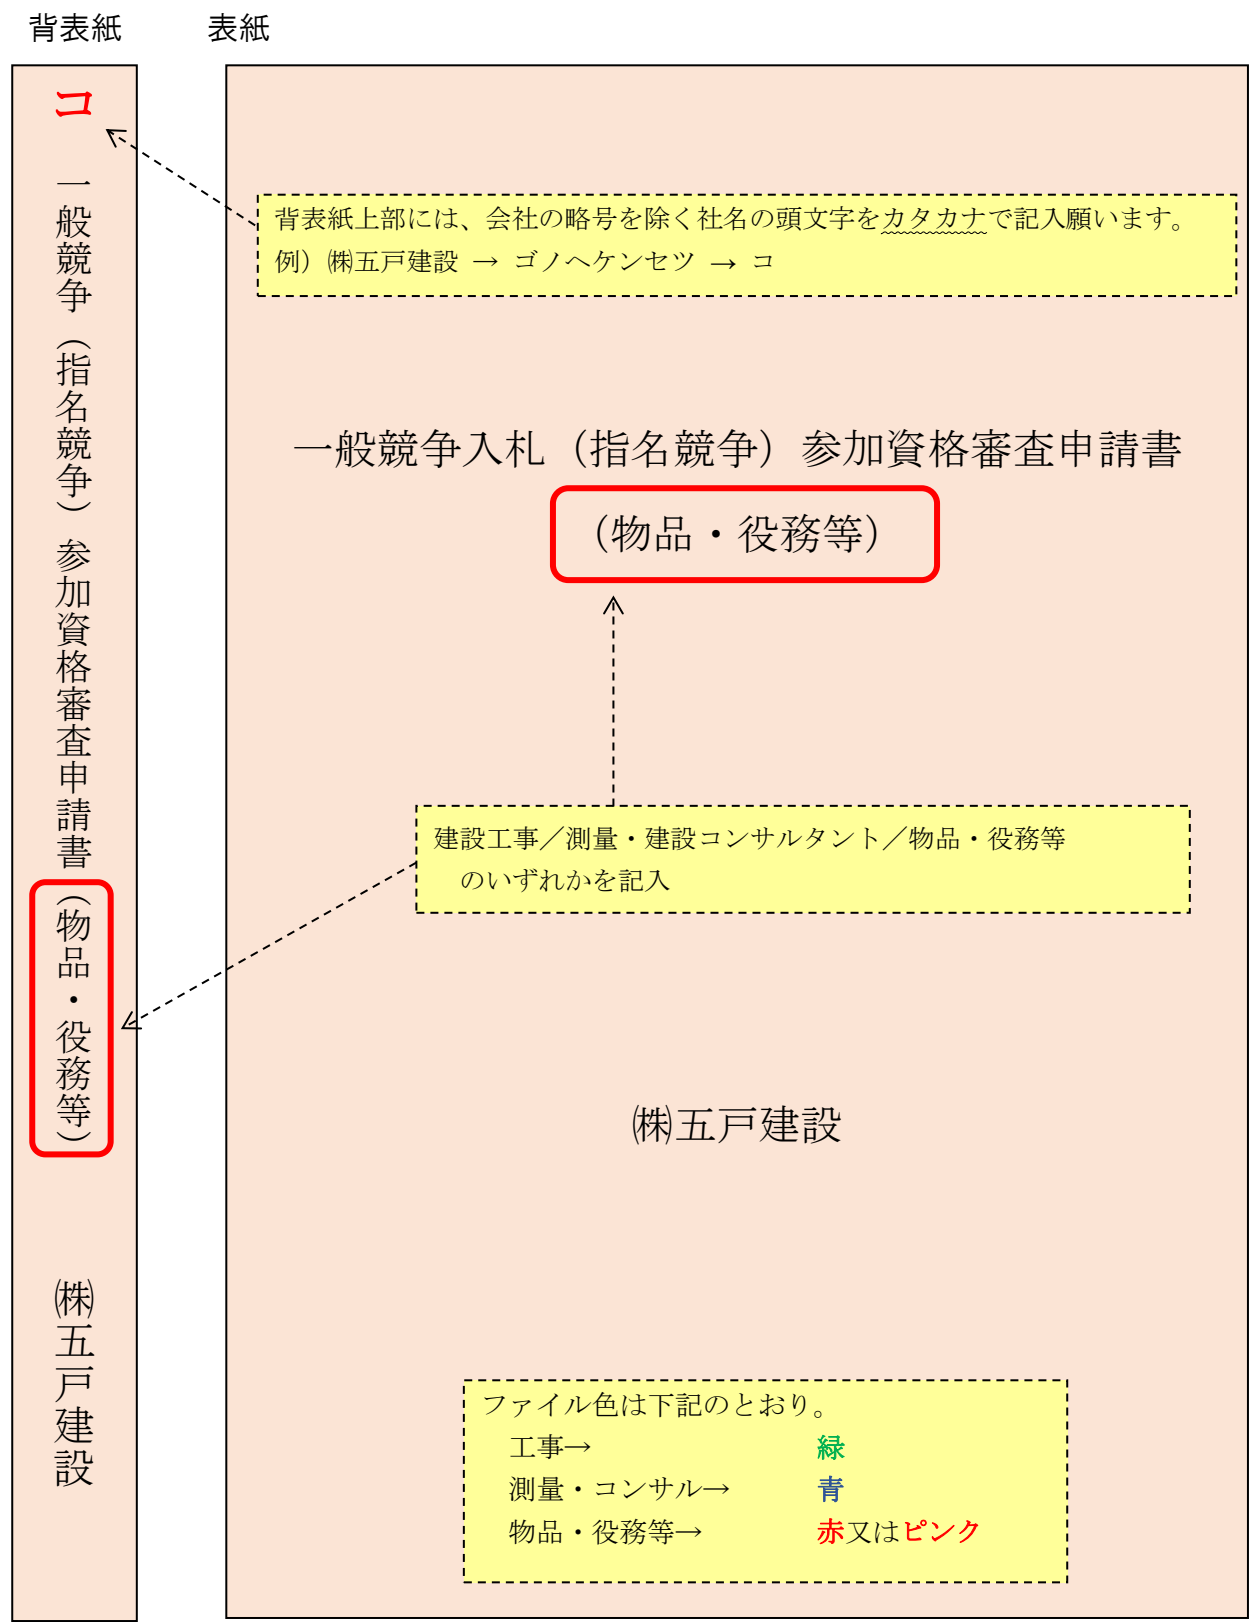 背表紙
表紙
コ
一般競争（指名競争）参加資格審査申請書（物品・役務等）
㈱五戸建設
背表紙上部には、会社の略号を除く社名の頭文字をカタカナで記入願います。
例）㈱五戸建設 → ゴノヘケンセツ → コ
一般競争入札（指名競争）参加資格審査申請書
（物品・役務等）
建設工事／測量・建設コンサルタント／物品・役務等
のいずれかを記入
㈱五戸建設
ファイル色は下記のとおり。
工事→ 緑
測量・コンサル→ 青
物品・役務等→ 赤又はピンク